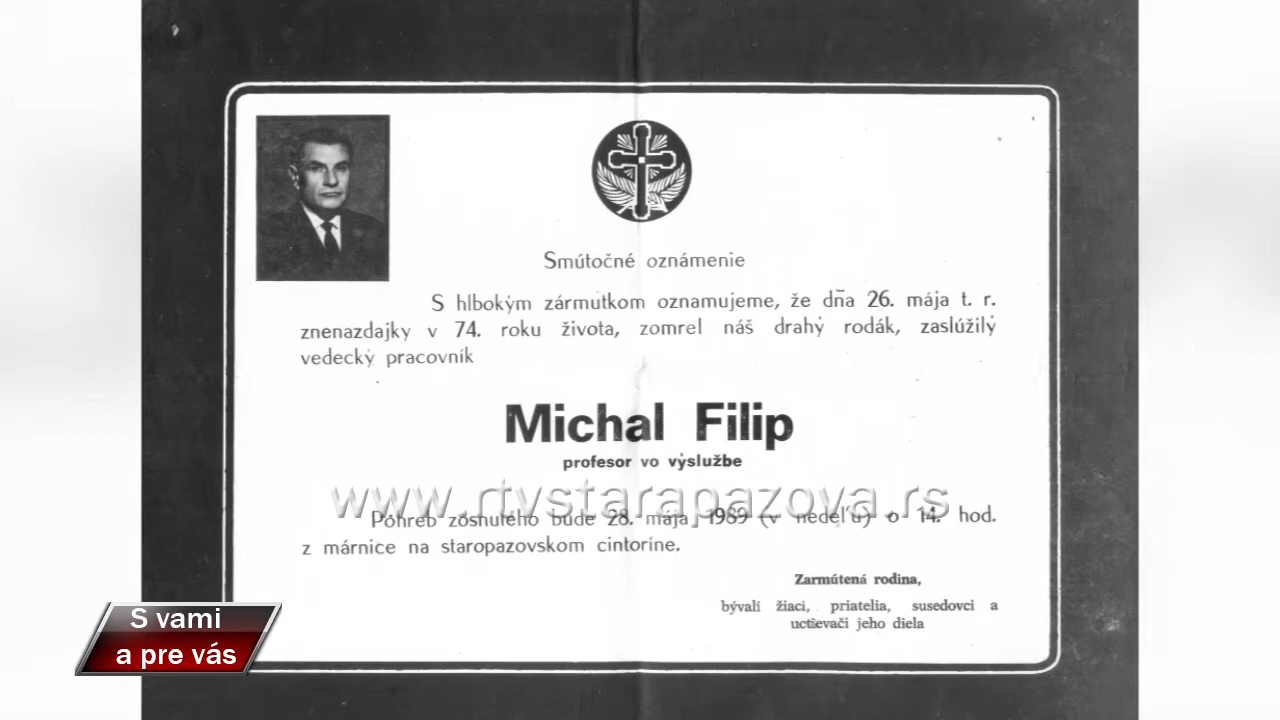 Smútočné oznámenie
S hlbokým zármutkom oznamujeme, že dňa 26. mája t. r.
znenazdajky v 74. roku života, zomrel náš drahý rodák, zaslúžilý
vedecký pracovník
Michal Filip
profesor vo výslužbe
www.rtvstarapazova.rs
Pohreb zosnulého bude 28. mája 1989 (v nedeľu) o 14. hod.
z márnice na staropazovskom cintoríne.
Zarmútená rodina,
bývalí žiaci, priatelia, susedovci a
uctievači jeho diela
S vami
a pre vás